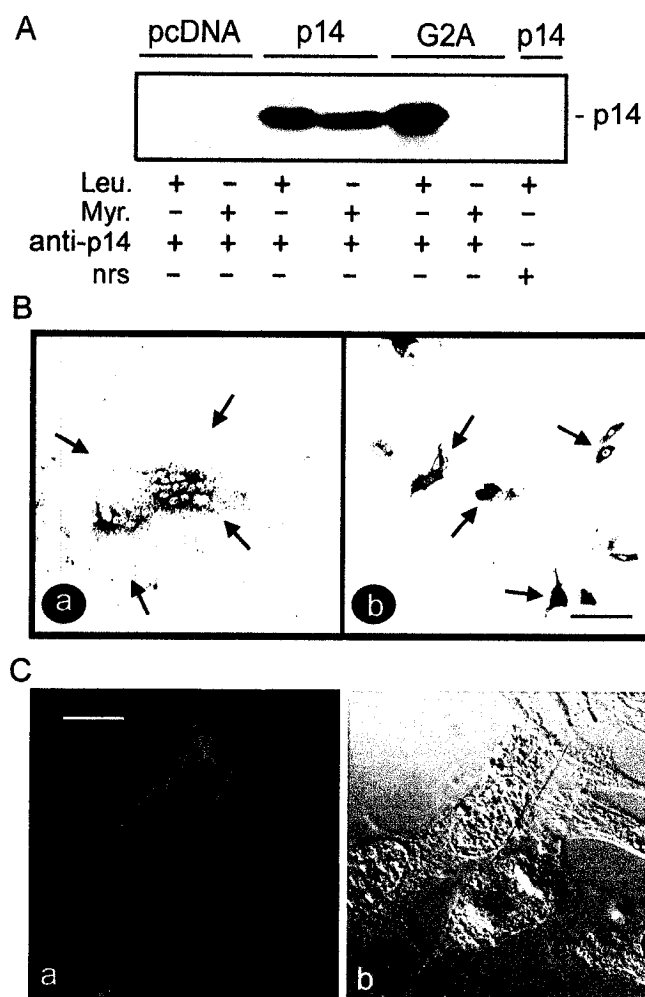 A
pcDNA p14 G2A p14
- p14
Leu. + - + - + - +
Myr. - + - + - + -
anti-p14 + + + + + + -
nrs - - - - - - +
B
a b
C
a b